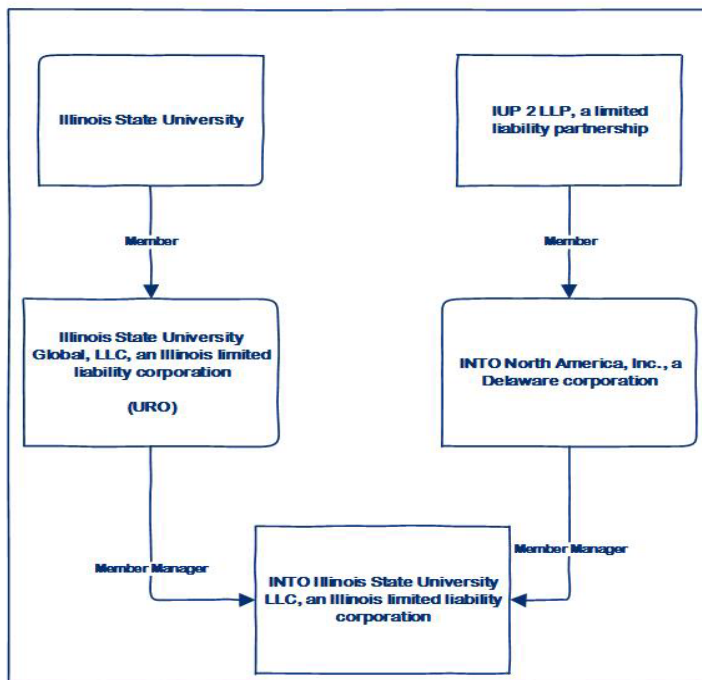 Illinois State University
IUP 2 LLP, a limited
liability partnership
Member
Member
Illinois State University
Global, LLC, an Illinois limited
liability corporation
(URO)
INTO North America, Inc., a
Delaware corporation
Member Manager
Member Manager
INTO Illinois State University
LLC, an Illinois limited liability
corporation